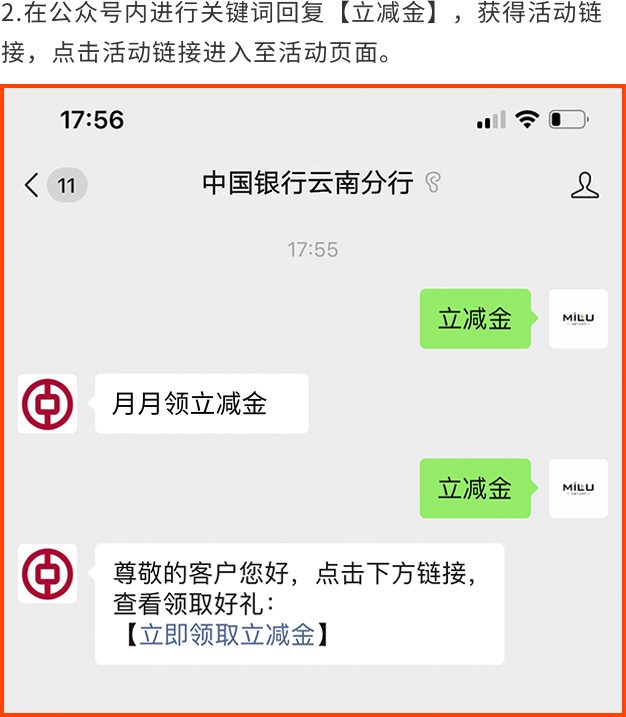 2.在公众号内进行关键词回复【立减金】，获得活动链
接，点击活动链接进入至活动页面。
17:56
11
中国银行云南分行
17:55
立减金
MILU
月月领立减金
立减金
MILU
尊敬的客户您好，点击下方链接，
查看领取好礼：
【立即领取立减金】